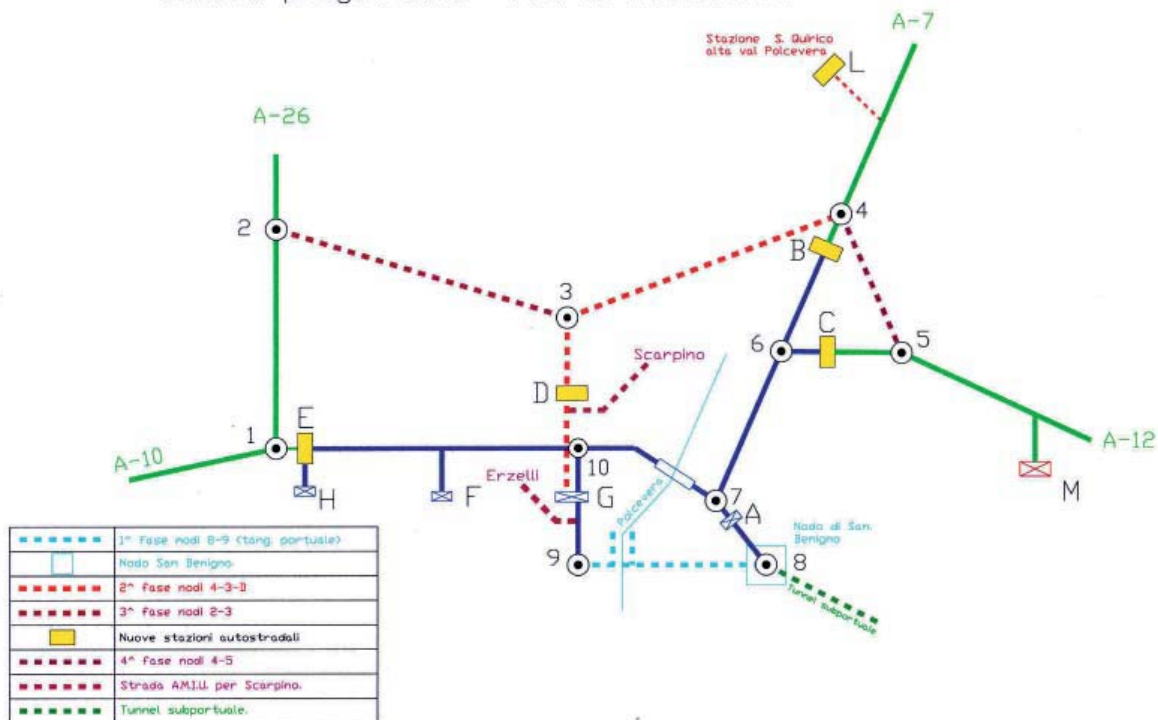 A-7
Stazione S. Quirico
alta val Polcevera
L
A-26
2
4
B
3
6
C
5
Scarpino
D
E
1
A-10
10
A-12
Erzelli
H
F
G
7
A
M
Polcevera
Nodo di San.
Benigno
9
8
Tunnel subportuale
1^ fase nodi 8-9 (tang. portuale)
Nodo San Benigno.
2^ fase nodi 4-3-D
3^ fase nodi 2-3
Nuove stazioni autostradali
4^ fase nodi 4-5
Strada A.M.I.U. per Scarpino.
Tunnel subportuale.